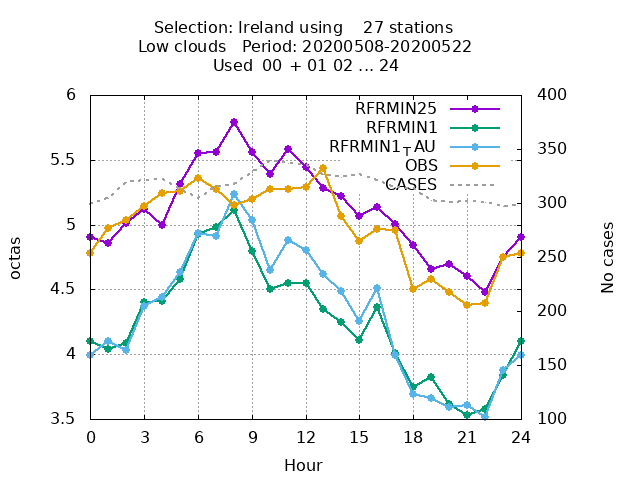 Selection: Ireland using 27 stations
Low clouds Period: 20200508-20200522
Used 00 + 01 02 ... 24
RFRMIN25
RFRMIN1
RFRMIN1┬AU
OBS
CASES
6
5.5
5
4.5
4
3.5
octas
400
350
300
250
200
150
100
No cases
0 3 6 9 12 15 18 21 24
Hour